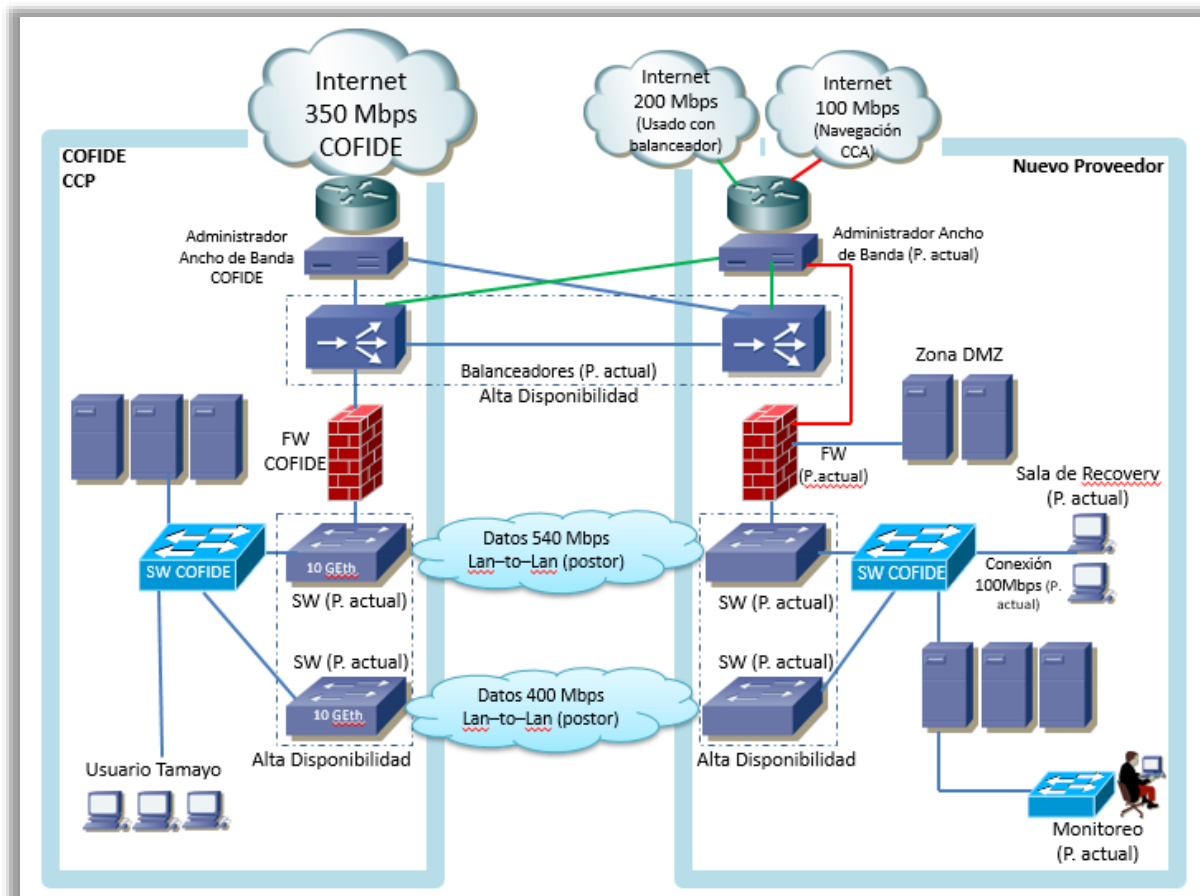 Internet
350 Mbps
COFIDE
Internet
200 Mbps
(Usado con
balanceador)
Internet
100 Mbps
(Navegación
CCA)
COFIDE
CCP
Nuevo Proveedor
Administrador
Ancho de Banda
COFIDE
Administrador Ancho
de Banda (P. actual)
Balanceadores (P. actual)
Alta Disponibilidad
Zona DMZ
FW
COFIDE
FW
(P.actual)
Sala de Recovery
(P. actual)
SW COFIDE
10 GEth
SW (P. actual)
Datos 540 Mbps
Lan–to–Lan (postor)
SW (P. actual)
SW COFIDE
Conexión
100Mbps (P.
actual)
SW (P. actual)
10 GEth
Alta Disponibilidad
Datos 400 Mbps
Lan–to–Lan (postor)
SW (P. actual)
Alta Disponibilidad
Usuario Tamayo
Monitoreo
(P. actual)